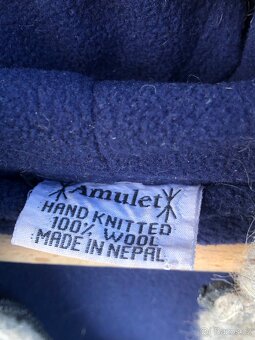 Amulet
HAND KNITTED
100% WOOL
MADE IN NEPAL